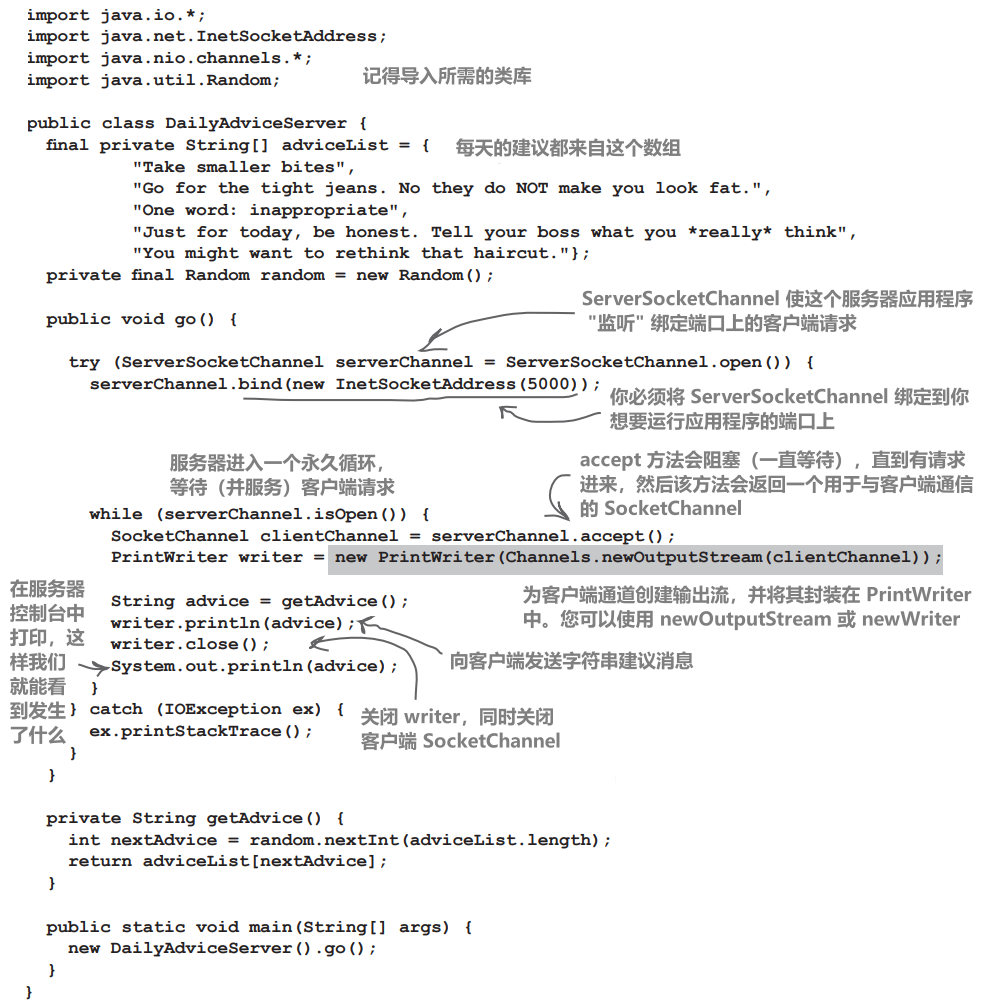 import java.io.*;
import java.net.InetSocketAddress;
import java.nio.channels.*;
import java.util.Random;
记得导入所需的类库
public class DailyAdviceServer {
final private String[] adviceList = {
每天的建议都来自这个数组
"Take smaller bites",
"Go for the tight jeans. No they do NOT make you look fat.",
"One word: inappropriate",
"Just for today, be honest. Tell your boss what you *really* think",
"You might want to rethink that haircut."};
private final Random random = new Random();
ServerSocketChannel 使这个服务器应用程序
"监听" 绑定端口上的客户端请求
public void go() {
try (ServerSocketChannel serverChannel = ServerSocketChannel.open()) {
serverChannel.bind(new InetSocketAddress(5000));
你必须将 ServerSocketChannel 绑定到你
想要运行应用程序的端口上
服务器进入一个永久循环，
等待（并服务）客户端请求
accept 方法会阻塞（一直等待），直到有请求
进来，然后该方法会返回一个用于与客户端通信
的 SocketChannel
while (serverChannel.isOpen()) {
SocketChannel clientChannel = serverChannel.accept();
PrintWriter writer = new PrintWriter(Channels.newOutputStream(clientChannel));
为客户端通道创建输出流，并将其封装在 PrintWriter
中。您可以使用 newOutputStream 或 newWriter
String advice = getAdvice();
writer.println(advice);
writer.close();
System.out.println(advice);
在服务器
控制台中
打印，这
样我们
就能看
到发生
了什么
向客户端发送字符串建议消息
关闭 writer，同时关闭
客户端 SocketChannel
}
} catch (IOException ex) {
ex.printStackTrace();
}
}
private String getAdvice() {
int nextAdvice = random.nextInt(adviceList.length);
return adviceList[nextAdvice];
}
public static void main(String[] args) {
new DailyAdviceServer().go();
}
}